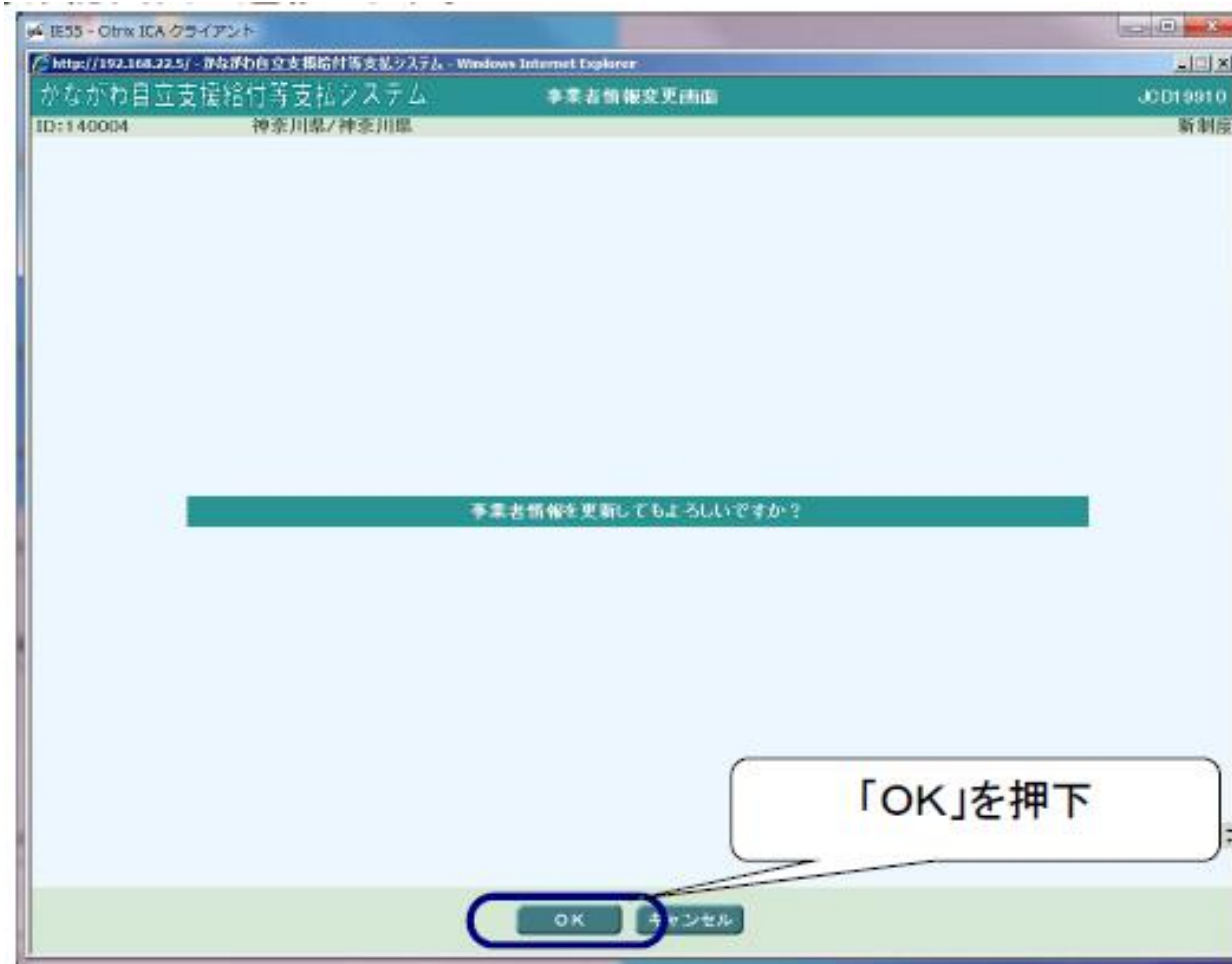 IE55 - Citrix ICA クライアント
http://192.168.22.5/ - かながわ自立支援給付等支払システム - Windows Internet Explorer
かながわ自立支援給付等支払システム 事業者情報変更画面 JCD19910
ID:140004 神奈川県/神奈川県 新制度
事業者情報を更新してもよろしいですか?
「OK」を押下
OK キャンセル